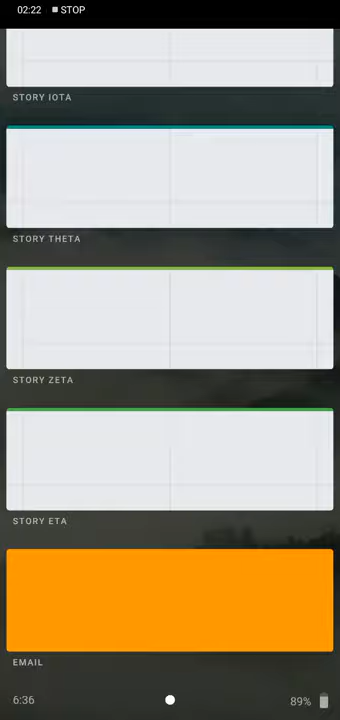 02:22 STOP
STORY IOTA
STORY THETA
STORY ZETA
STORY ETA
EMAIL
6:36 89%